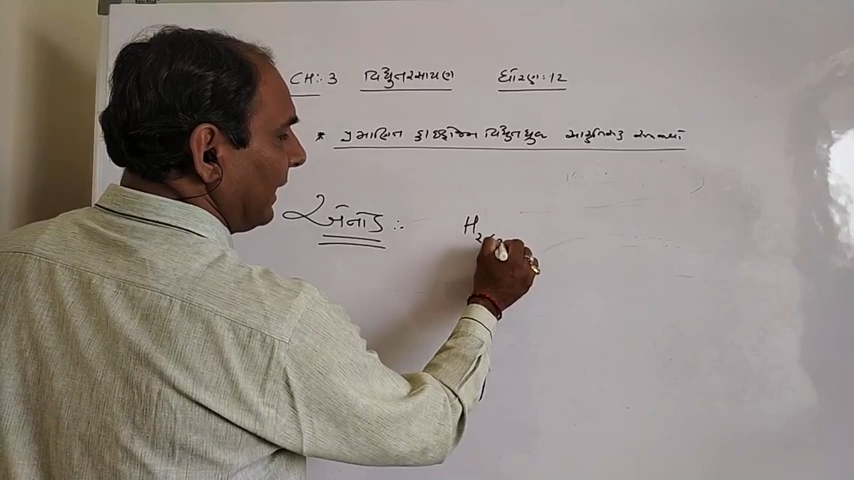 CH:- 3 વિદ્યુતરસાયણ ધોરણ:12
* પ્રમાણિત હાઇડ્રોજન વિદ્યુતધ્રુવ
એનોડ :- H2